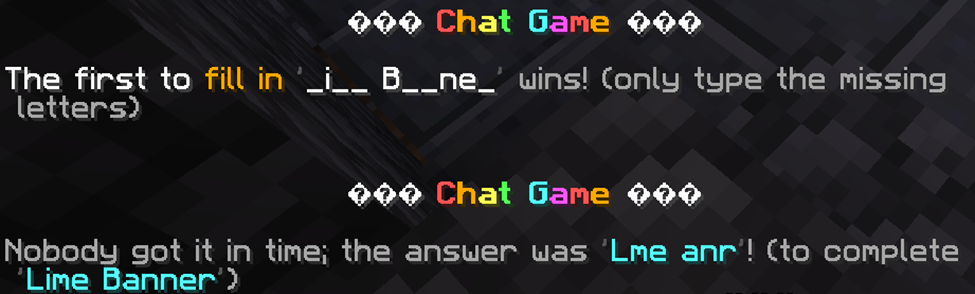 ��� Chat Game ���
The first to fill in '_i__ B__ne_' wins! (only type the missing
letters)
��� Chat Game ���
Nobody got it in time; the answer was 'Lme anr'! (to complete
'Lime Banner')